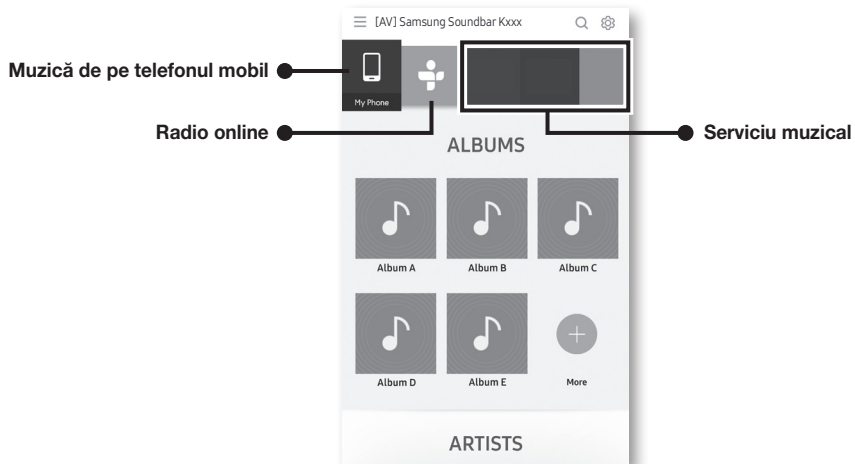 [AV] Samsung Soundbar Kxxx
Muzică de pe telefonul mobil
My Phone
Radio online
Serviciu muzical
ALBUMS
Album A
Album B
Album C
Album D
Album E
More
ARTISTS